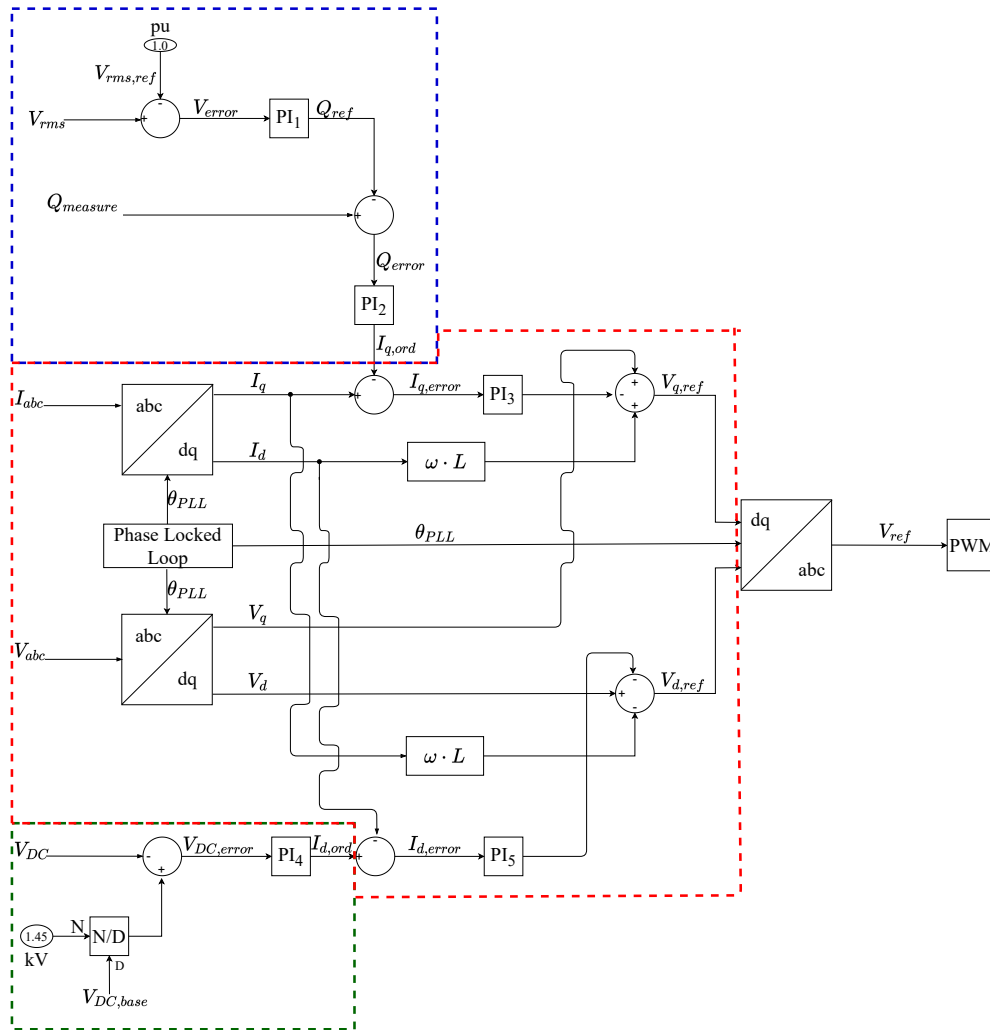 pu
1.0
V_{rms,ref}
-
V_{rms}
+
V_{error}
PI_1
Q_{ref}
-
Q_{measure}
+
Q_{error}
PI_2
I_{q,ord}
-
I_{abc}
abc
dq
I_q
+
I_{q,error}
PI_3
-
+
+
V_{q,ref}
I_d
ω · L
θ_{PLL}
Phase Locked
Loop
θ_{PLL}
dq
abc
V_{ref}
PWM
θ_{PLL}
V_{abc}
abc
dq
V_q
V_d
-
+
-
V_{d,ref}
ω · L
V_{DC}
-
+
V_{DC,error}
PI_4
I_{d,ord}
+
-
I_{d,error}
PI_5
1.45
kV
N
N/D
D
V_{DC,base}